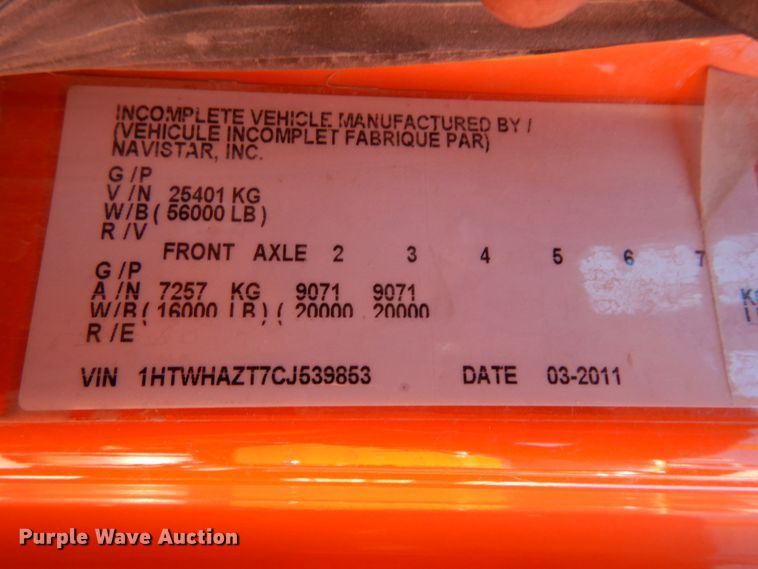 INCOMPLETE VEHICLE MANUFACTURED BY /
(VEHICULE INCOMPLET FABRIQUE PAR)
NAVISTAR, INC.
G /P
V /N 25401 KG
W/B ( 56000 LB )
R /V
FRONT AXLE 2 3 4 5 6 7
G /P
A /N 7257 KG 9071 9071
W/B ( 16000 LB ) ( 20000 20000
R /E
VIN 1HTWHAZT7CJ539853 DATE 03-2011
Purple Wave Auction